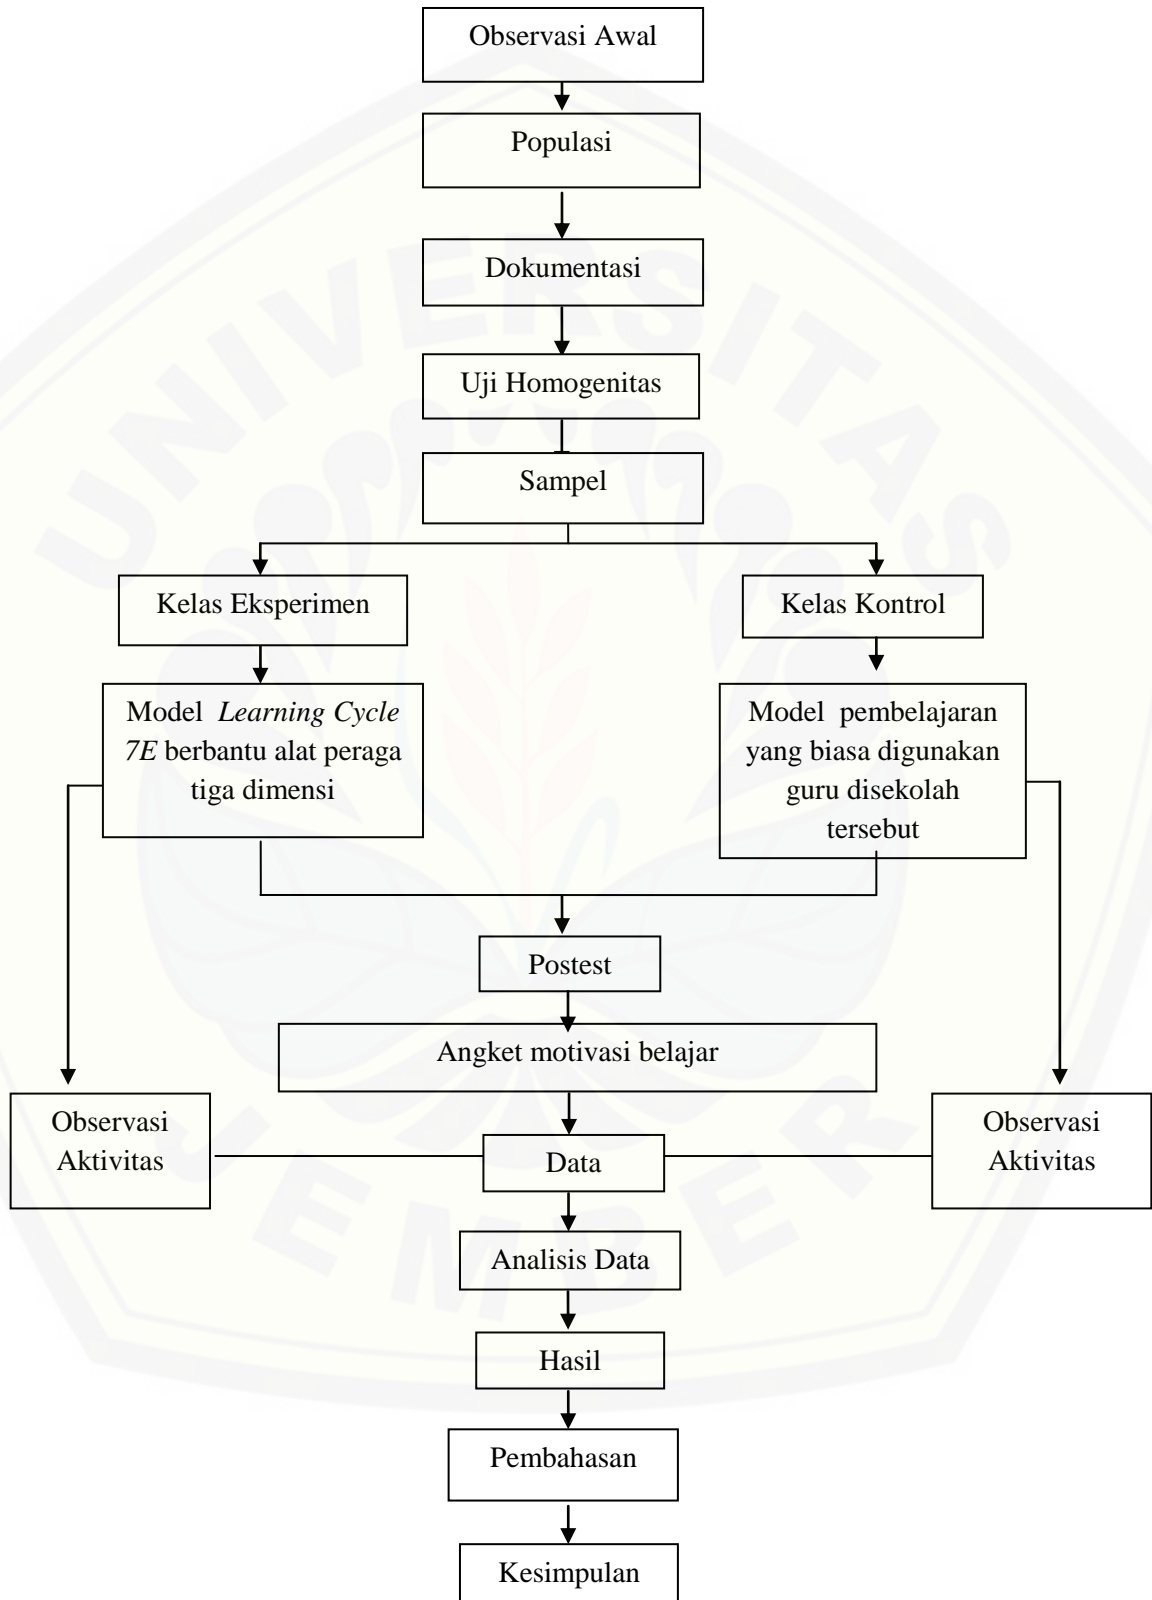 Observasi Awal
Populasi
Dokumentasi
Uji Homogenitas
Sampel
Kelas Eksperimen
Kelas Kontrol
Model Learning Cycle
7E berbantu alat peraga
tiga dimensi
Model pembelajaran
yang biasa digunakan
guru disekolah
tersebut
Postest
Angket motivasi belajar
Observasi
Aktivitas
Data
Observasi
Aktivitas
Analisis Data
Hasil
Pembahasan
Kesimpulan
UNIVERSITAS
JEMBER